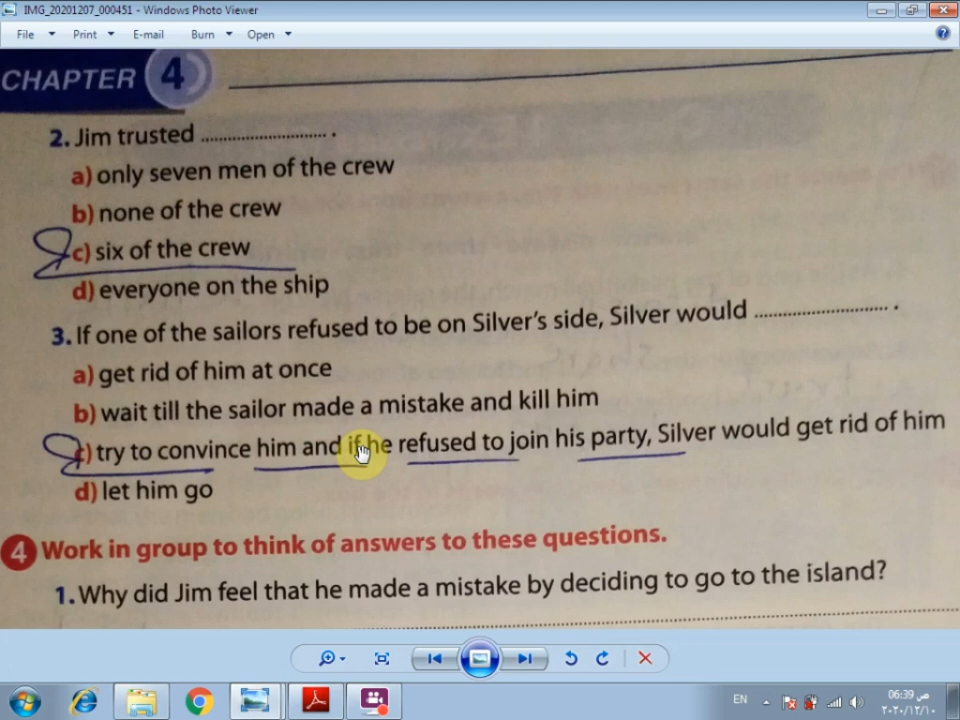 IMG_20201207_000451 - Windows Photo Viewer
File Print E-mail Burn Open
CHAPTER 4
2. Jim trusted ............................ .
a) only seven men of the crew
b) none of the crew
c) six of the crew
d) everyone on the ship
3. If one of the sailors refused to be on Silver's side, Silver would ............................ .
a) get rid of him at once
b) wait till the sailor made a mistake and kill him
c) try to convince him and if he refused to join his party, Silver would get rid of him
d) let him go
4 Work in group to think of answers to these questions.
1. Why did Jim feel that he made a mistake by deciding to go to the island?
EN
06:39 ص
٢٠٢٠/١٢/١٠